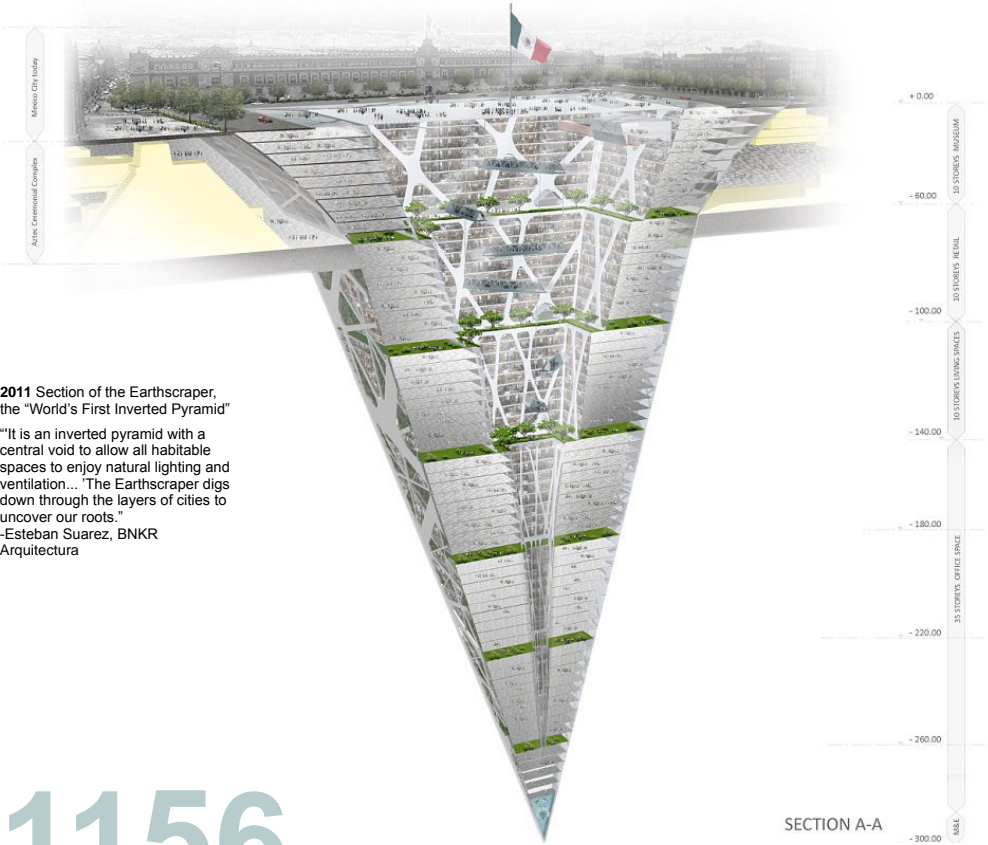 Mexico City today
Aztec Ceremonial Complex
2011 Section of the Earthscraper,
the “World’s First Inverted Pyramid”
“'It is an inverted pyramid with a
central void to allow all habitable
spaces to enjoy natural lighting and
ventilation... ’The Earthscraper digs
down through the layers of cities to
uncover our roots.”
-Esteban Suarez, BNKR
Arquitectura
1156
+ 0.00
- 60.00
- 100.00
- 140.00
- 180.00
- 220.00
- 260.00
- 300.00
10 STOREYS MUSEUM
10 STOREYS RETAIL
10 STOREYS LIVING SPACES
35 STOREYS OFFICE SPACE
M&E
SECTION A-A